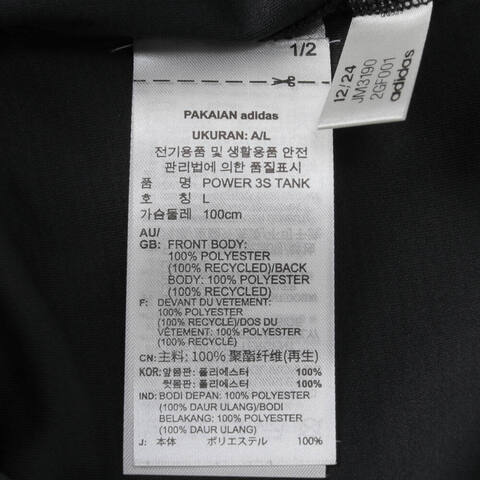 1/2
PAKAIAN adidas
UKURAN: A/L
전기용품 및 생활용품 안전
관리법에 의한 품질표시
품 명 POWER 3S TANK
호 칭 L
가슴둘레 100cm
AU/
GB: FRONT BODY:
100% POLYESTER
(100% RECYCLED)/BACK
BODY: 100% POLYESTER
(100% RECYCLED)
F: DEVANT DU VETEMENT:
100% POLYESTER
(100% RECYCLÉ)/DOS DU
VÊTEMENT: 100% POLYESTER
(100% RECYCLÉ)
CN: 主料: 100% 聚酯纤维(再生)
KOR: 앞몸판: 폴리에스터 100%
뒷몸판: 폴리에스터 100%
IND: BODI DEPAN: 100% POLYESTER
(100% DAUR ULANG)/BODI
BELAKANG: 100% POLYESTER
(100% DAUR ULANG)
J: 本体 ポリエステル 100%
12/24
JM3190
2GF001
adidas